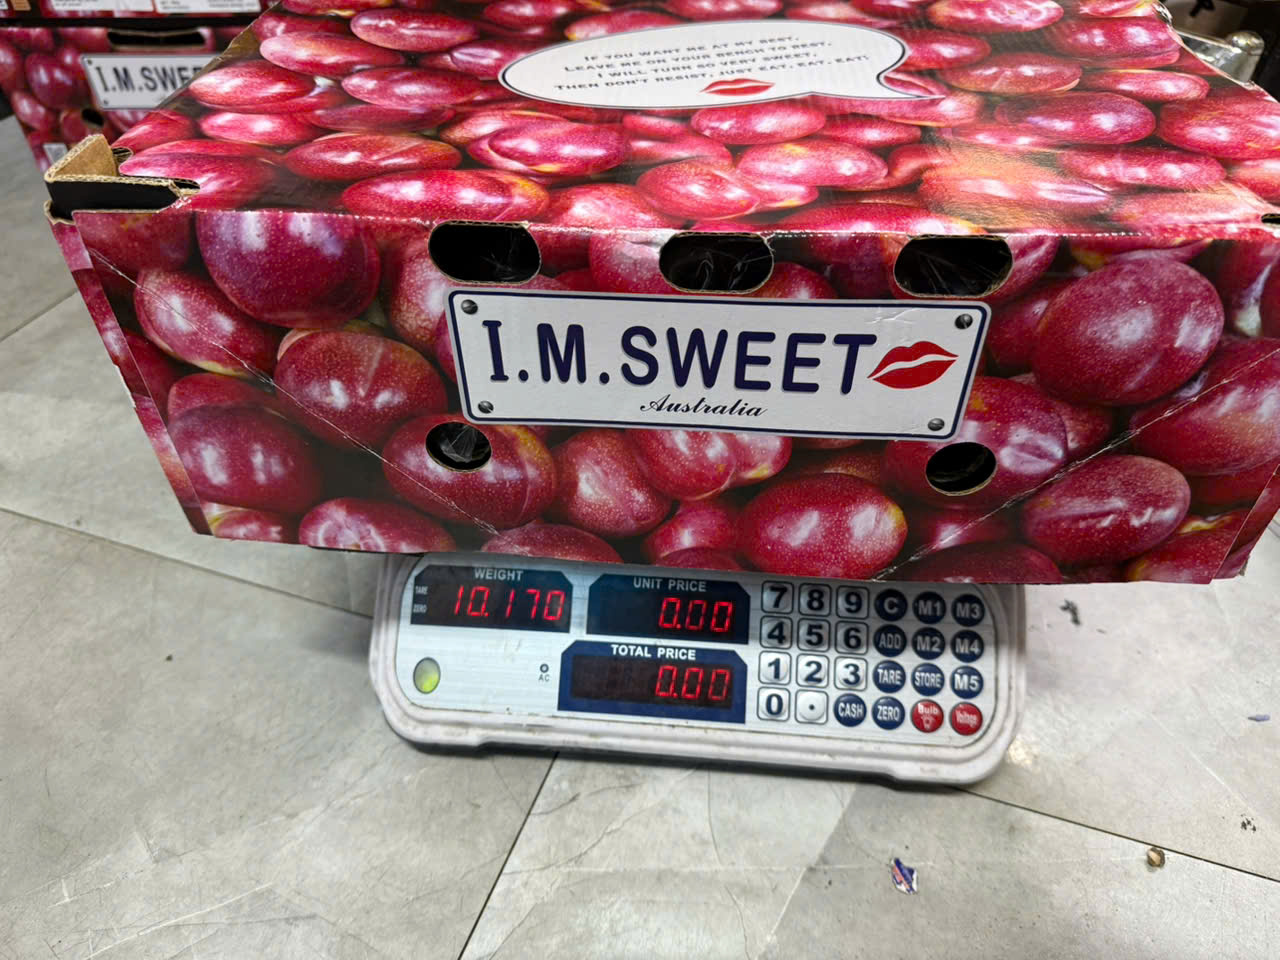 IF YOU WANT ME AT MY BEST,
LEAVE ME ON YOUR BENCH TO REST.
I WILL TURN SO VERY SWEET,
THEN DON'T RESIST, JUST EAT, EAT, EAT!
I.M.SWEET
I.M.SWEET
Australia
WEIGHT
TARE
ZERO
10.170
UNIT PRICE
0.00
TOTAL PRICE
0.00
AC
7 8 9 C M1 M3
4 5 6 ADD M2 M4
1 2 3 TARE STORE M5
0 . CASH ZERO Bulb Voltage